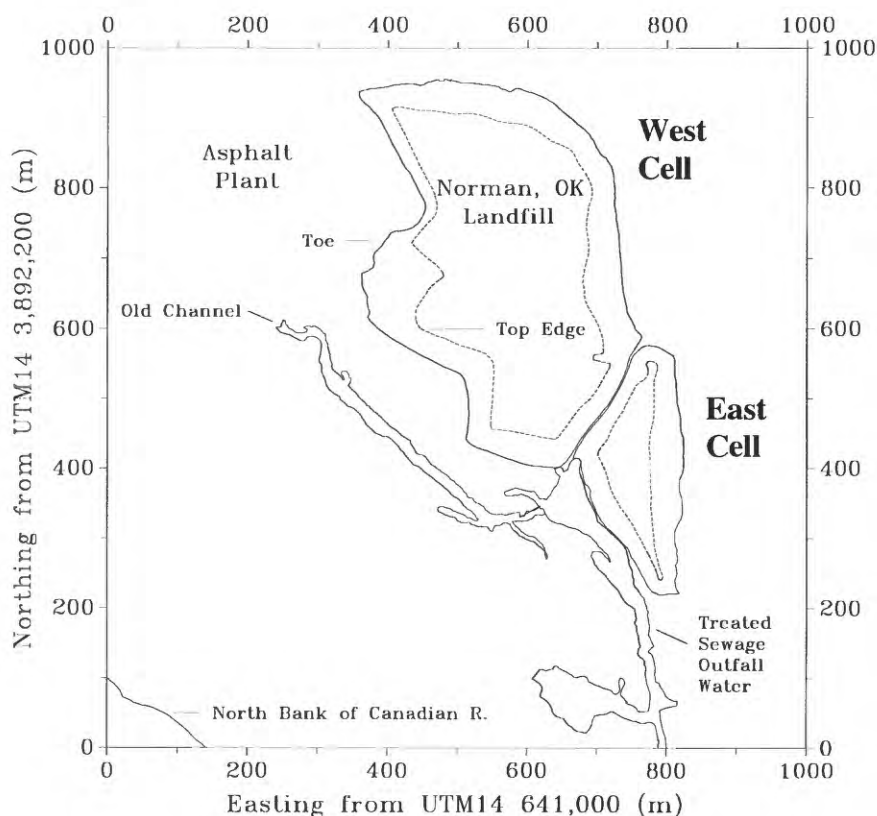 0 200 400 600 800 1000
1000 1000
West
Cell
Asphalt
Plant
800 800
Norman, OK
Landfill
Toe
Old Channel
600 Top Edge 600
East
Cell
400 400
200 200
Treated
Sewage
Outfall
Water
North Bank of Canadian R.
0 0
0 200 400 600 800 1000
Easting from UTM14 641,000 (m)
Northing from UTM14 3,892,200 (m)